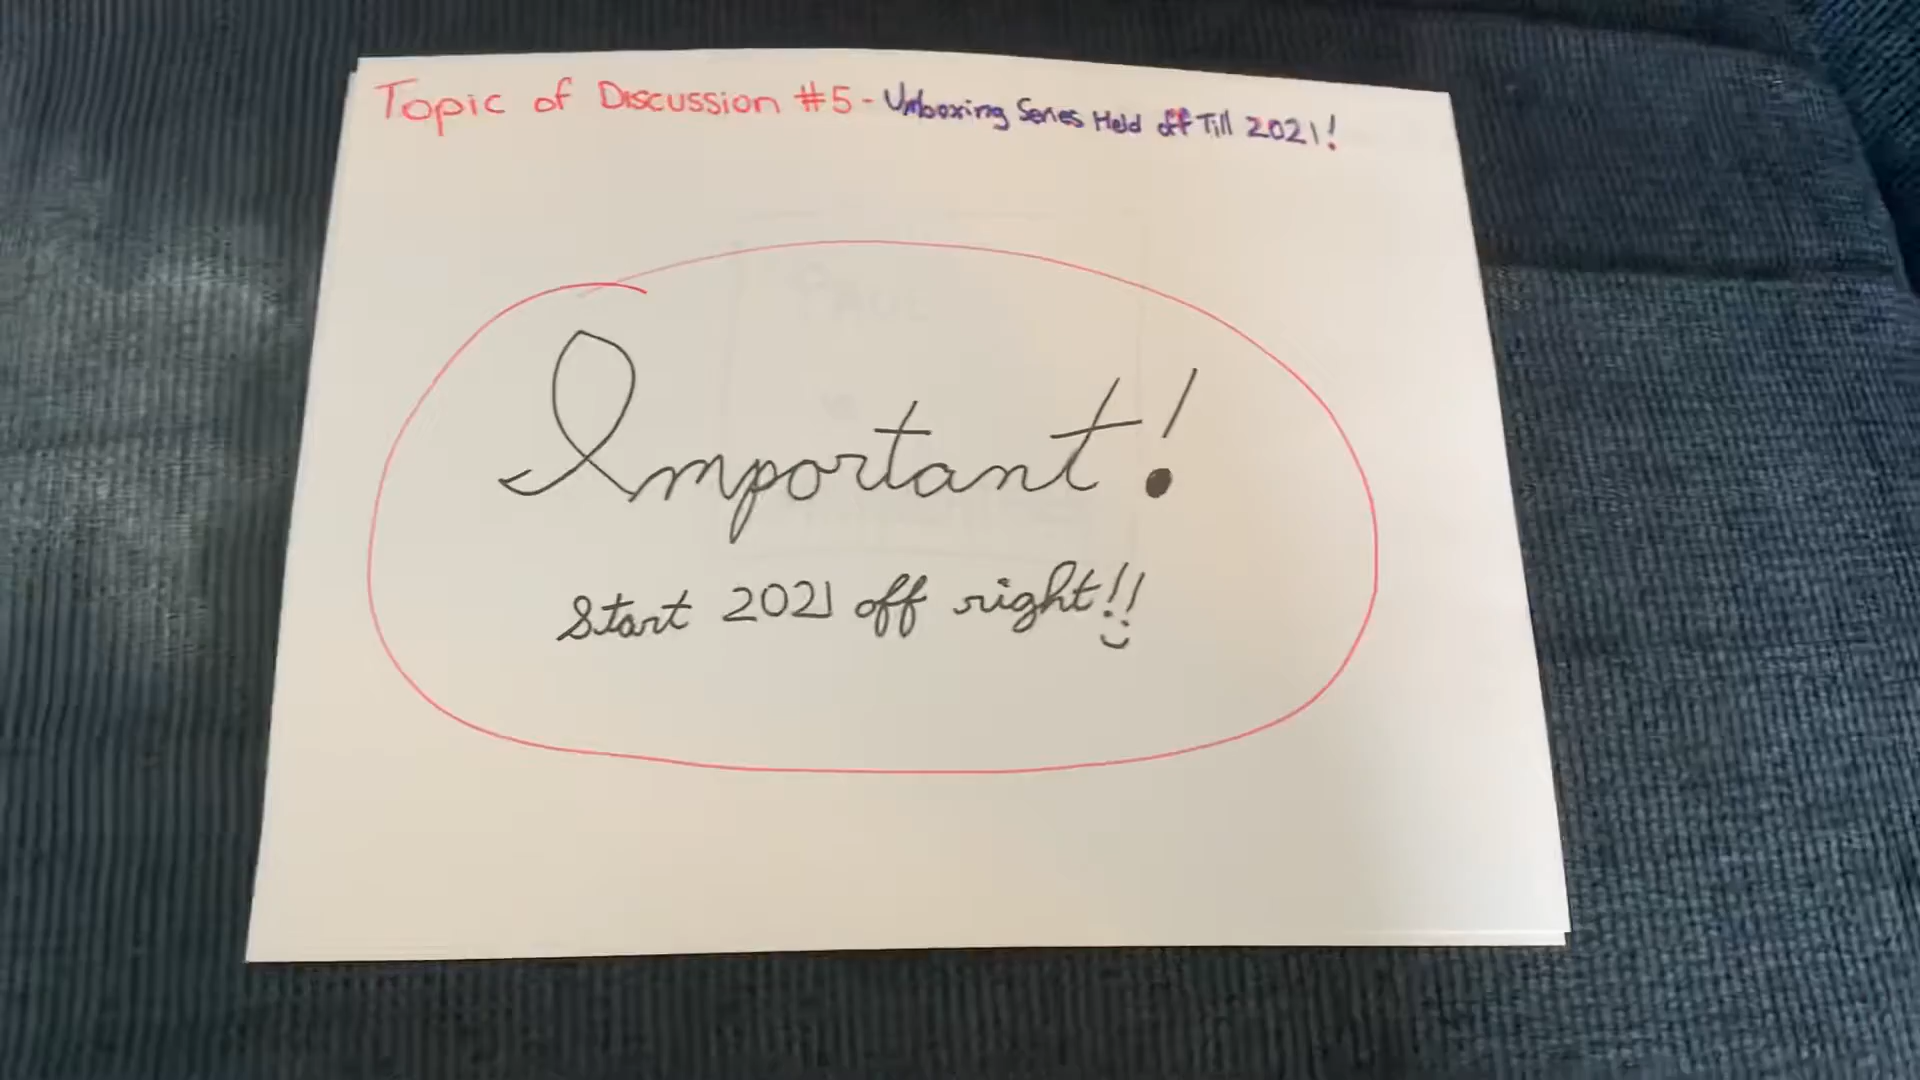 Topic of Discussion #5 - Unboxing Series Held off Till 2021!
Important!
Start 2021 off right!!